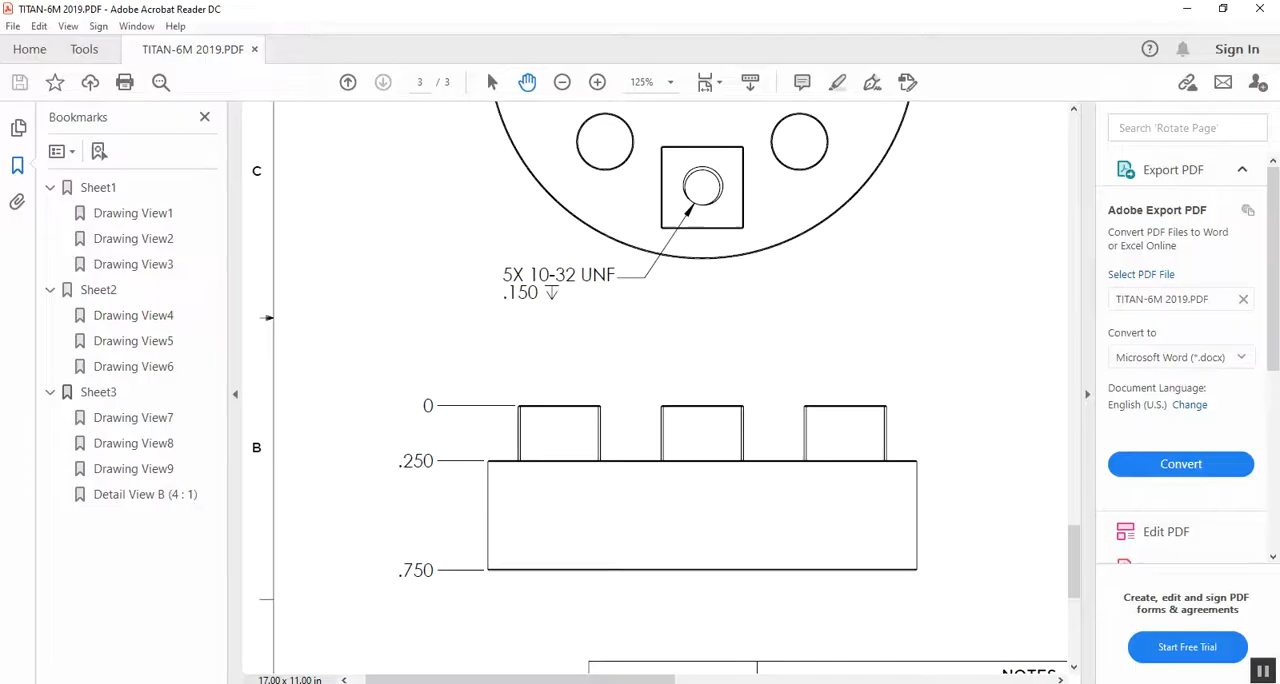 TITAN-6M 2019.PDF - Adobe Acrobat Reader DC
File Edit View Sign Window Help
Home Tools TITAN-6M 2019.PDF × Sign In
3 / 3 125%
Bookmarks
Sheet1
Drawing View1
Drawing View2
Drawing View3
Sheet2
Drawing View4
Drawing View5
Drawing View6
Sheet3
Drawing View7
Drawing View8
Drawing View9
Detail View B (4 : 1)
C
5X 10-32 UNF
.150 ↧
0
B
.250
.750
NOTES
17.00 x 11.00 in
Search 'Rotate Page'
Export PDF
Adobe Export PDF
Convert PDF Files to Word
or Excel Online
Select PDF File
TITAN-6M 2019.PDF
Convert to
Microsoft Word (*.docx)
Document Language:
English (U.S.) Change
Convert
Edit PDF
Create, edit and sign PDF
forms & agreements
Start Free Trial